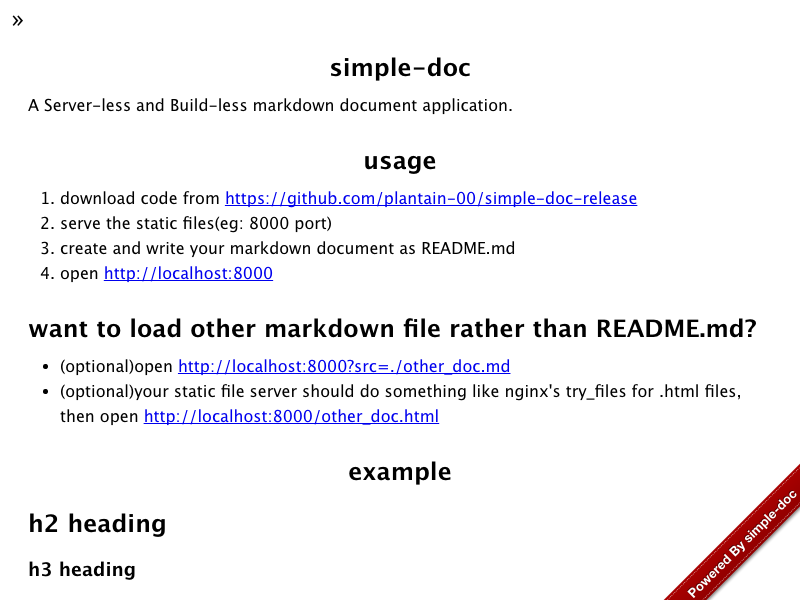 »
simple-doc
A Server-less and Build-less markdown document application.
usage
1. download code from https://github.com/plantain-00/simple-doc-release
2. serve the static files(eg: 8000 port)
3. create and write your markdown document as README.md
4. open http://localhost:8000
want to load other markdown file rather than README.md?
• (optional)open http://localhost:8000?src=./other_doc.md
• (optional)your static file server should do something like nginx's try_files for .html files,
then open http://localhost:8000/other_doc.html
example
h2 heading
h3 heading
Powered By simple-doc